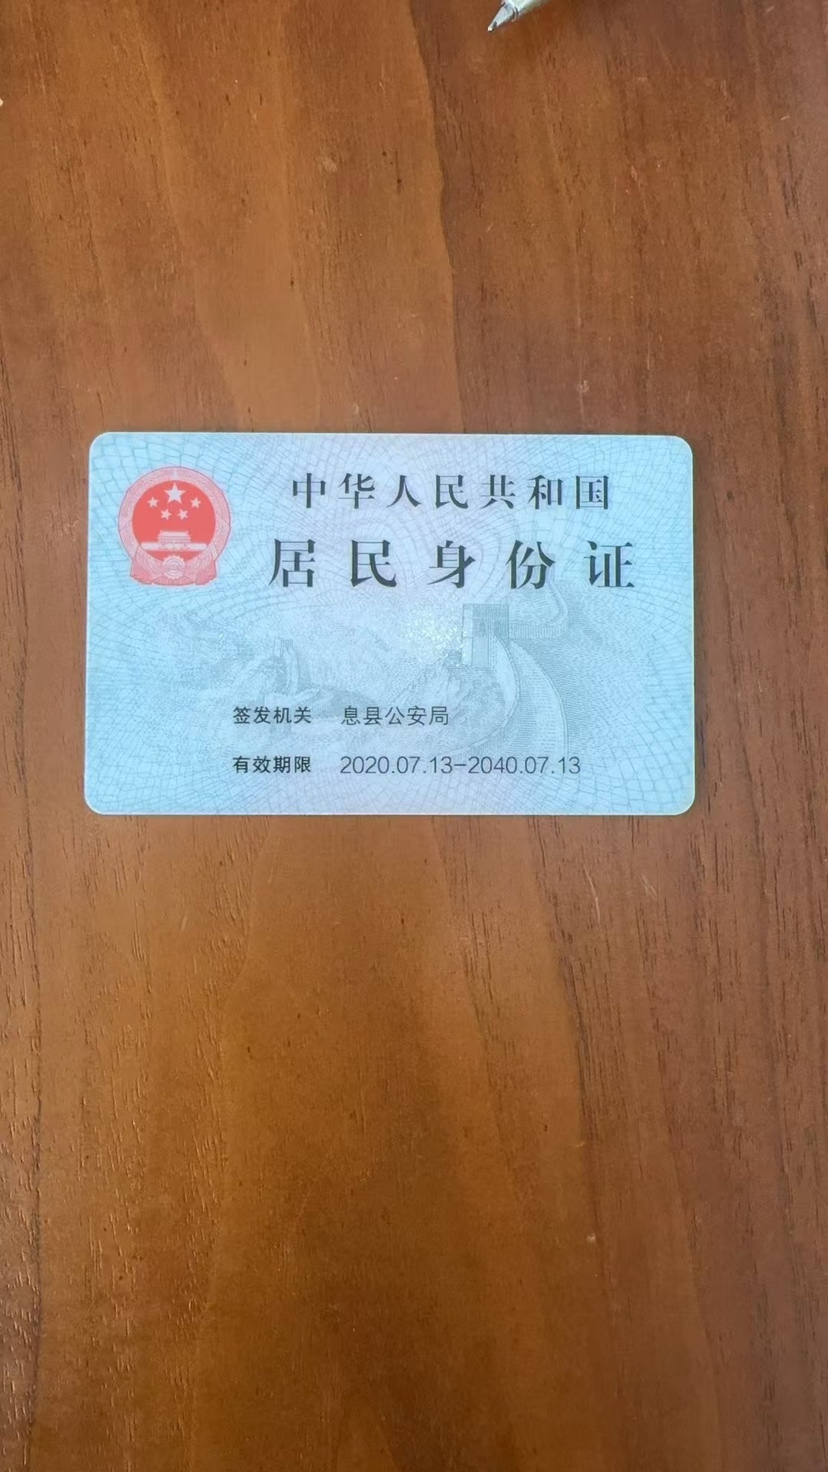 中华人民共和国
居民身份证
签发机关 息县公安局
有效期限 2020.07.13-2040.07.13